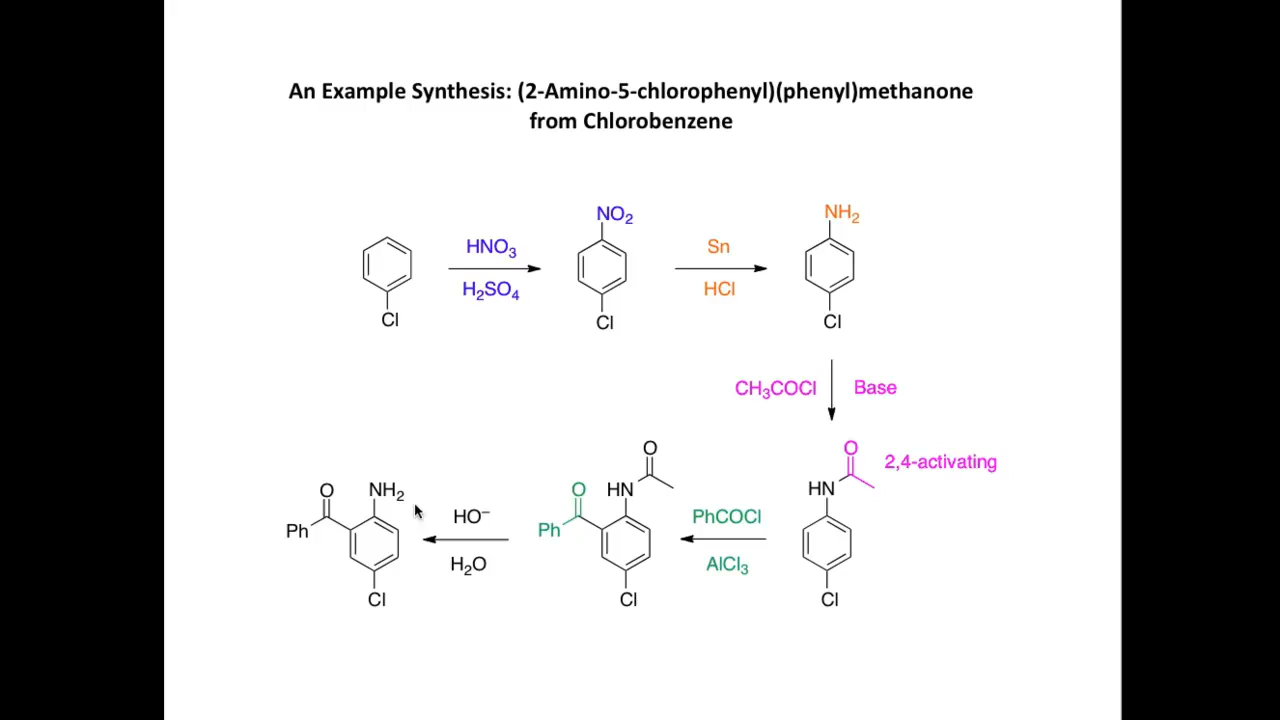 An Example Synthesis: (2-Amino-5-chlorophenyl)(phenyl)methanone
from Chlorobenzene
NO₂
NH₂
HNO₃
Sn
H₂SO₄
HCl
Cl
Cl
Cl
CH₃COCl
Base
O
O
2,4-activating
O
NH₂
O
HN
HN
Ph
HO⁻
Ph
PhCOCl
H₂O
AlCl₃
Cl
Cl
Cl